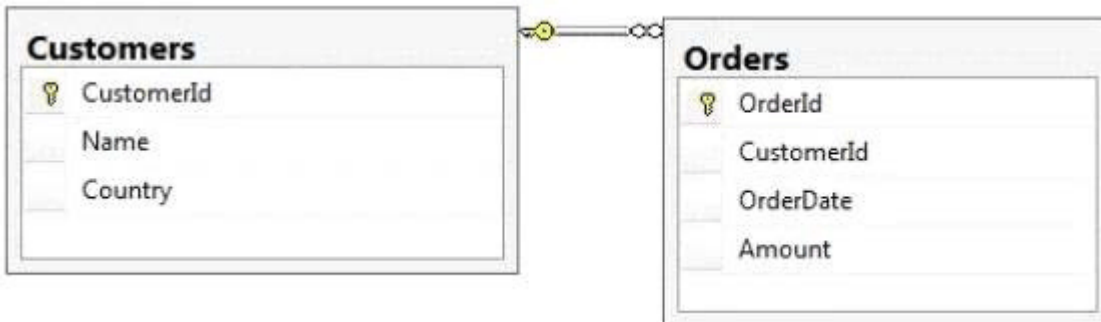 Customers
CustomerId
Name
Country
Orders
OrderId
CustomerId
OrderDate
Amount